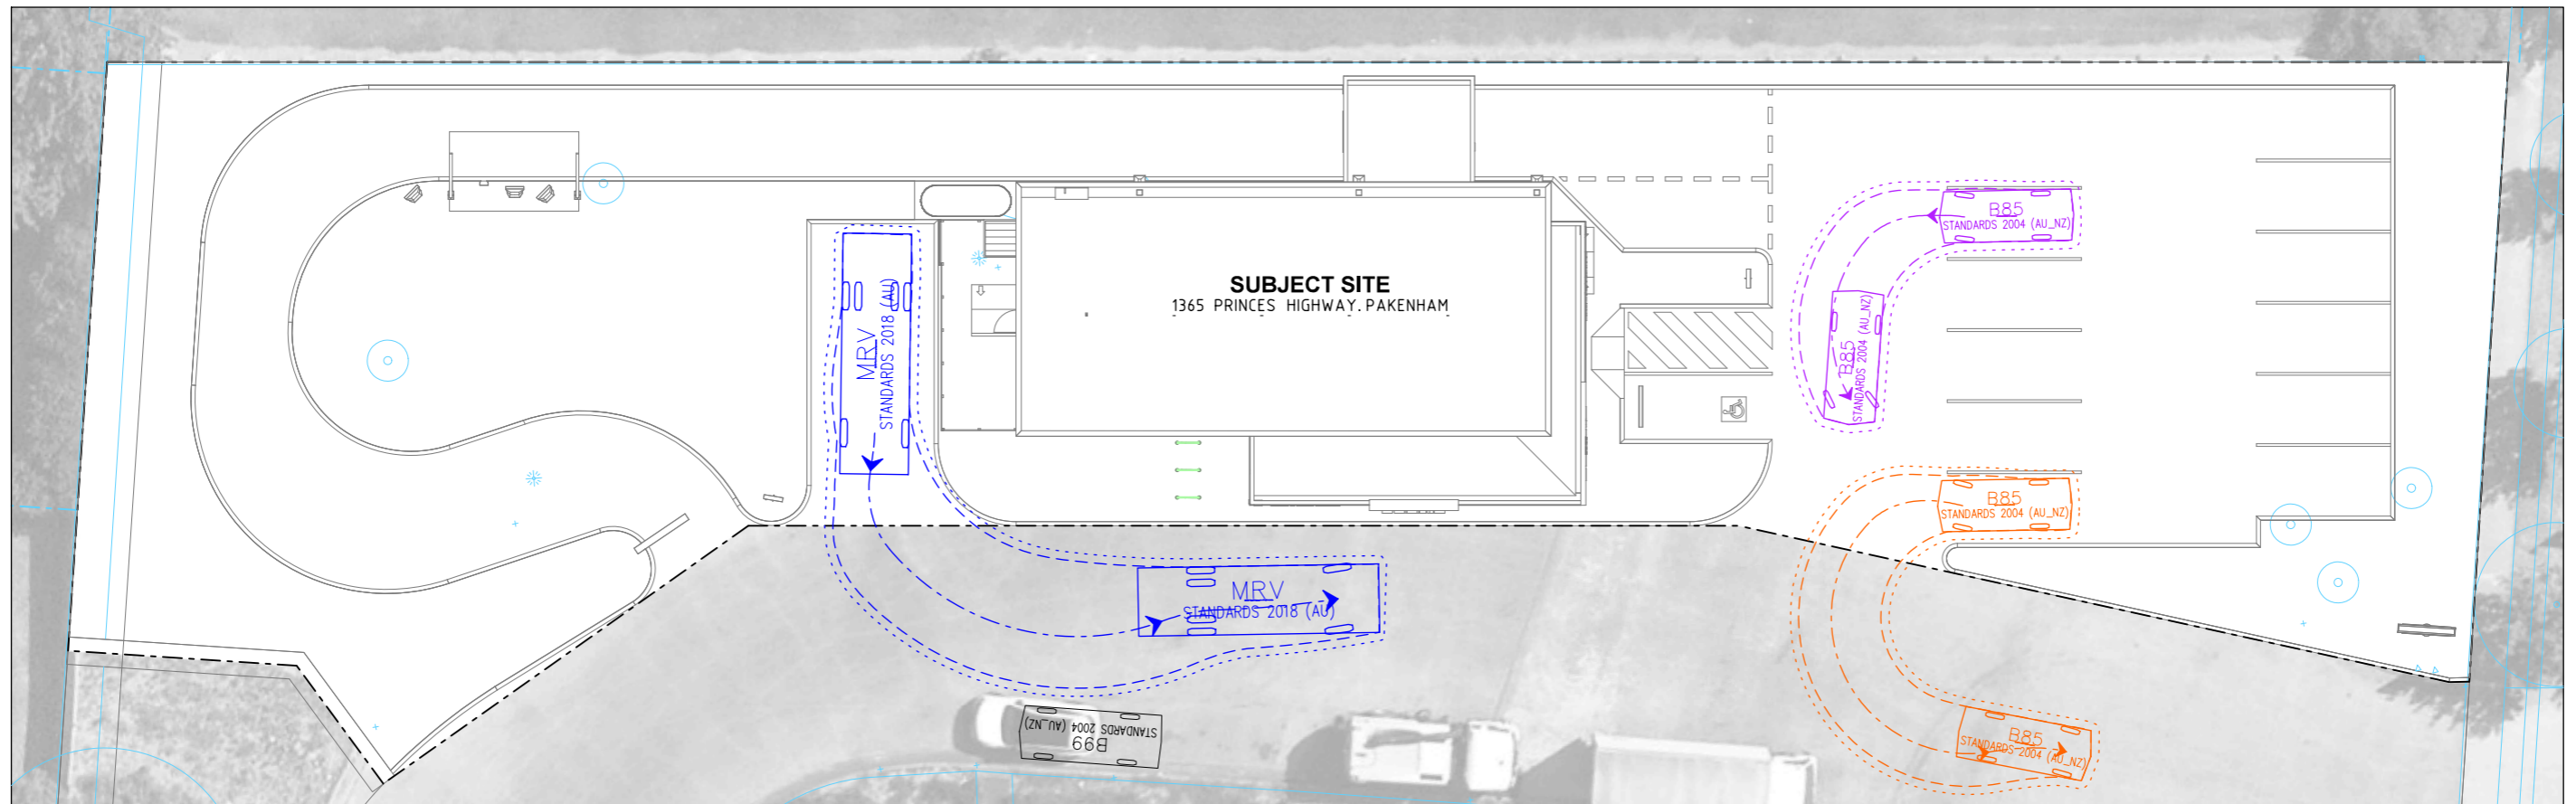 SUBJECT SITE
1365 PRINCES HIGHWAY. PAKENHAM
MRV
STANDARDS 2018 (AU)
MRV
STANDARDS 2018 (AU)
B99
STANDARDS 2004 (AU_NZ)
B85
STANDARDS 2004 (AU_NZ)
B85
STANDARDS 2004 (AU_NZ)
B85
STANDARDS 2004 (AU_NZ)
B85
STANDARDS 2004 (AU_NZ)